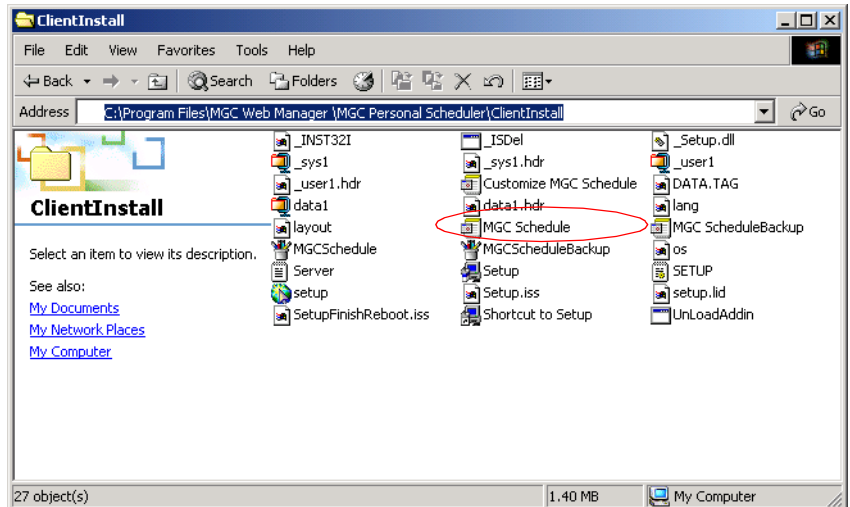 ClientInstall
File Edit View Favorites Tools Help
Back Search Folders
Address C:\Program Files\MGC Web Manager \MGC Personal Scheduler\ClientInstall Go
_INST32I _ISDel _Setup.dll
_sys1 _sys1.hdr _user1
_user1.hdr Customize MGC Schedule DATA.TAG
ClientInstall
data1 data1.hdr lang
layout MGC Schedule MGC ScheduleBackup
Select an item to view its description.
MGCSchedule MGCScheduleBackup os
Server Setup SETUP
See also:
setup Setup.iss setup.lid
My Documents
SetupFinishReboot.iss Shortcut to Setup UnLoadAddin
My Network Places
My Computer
27 object(s) 1.40 MB My Computer